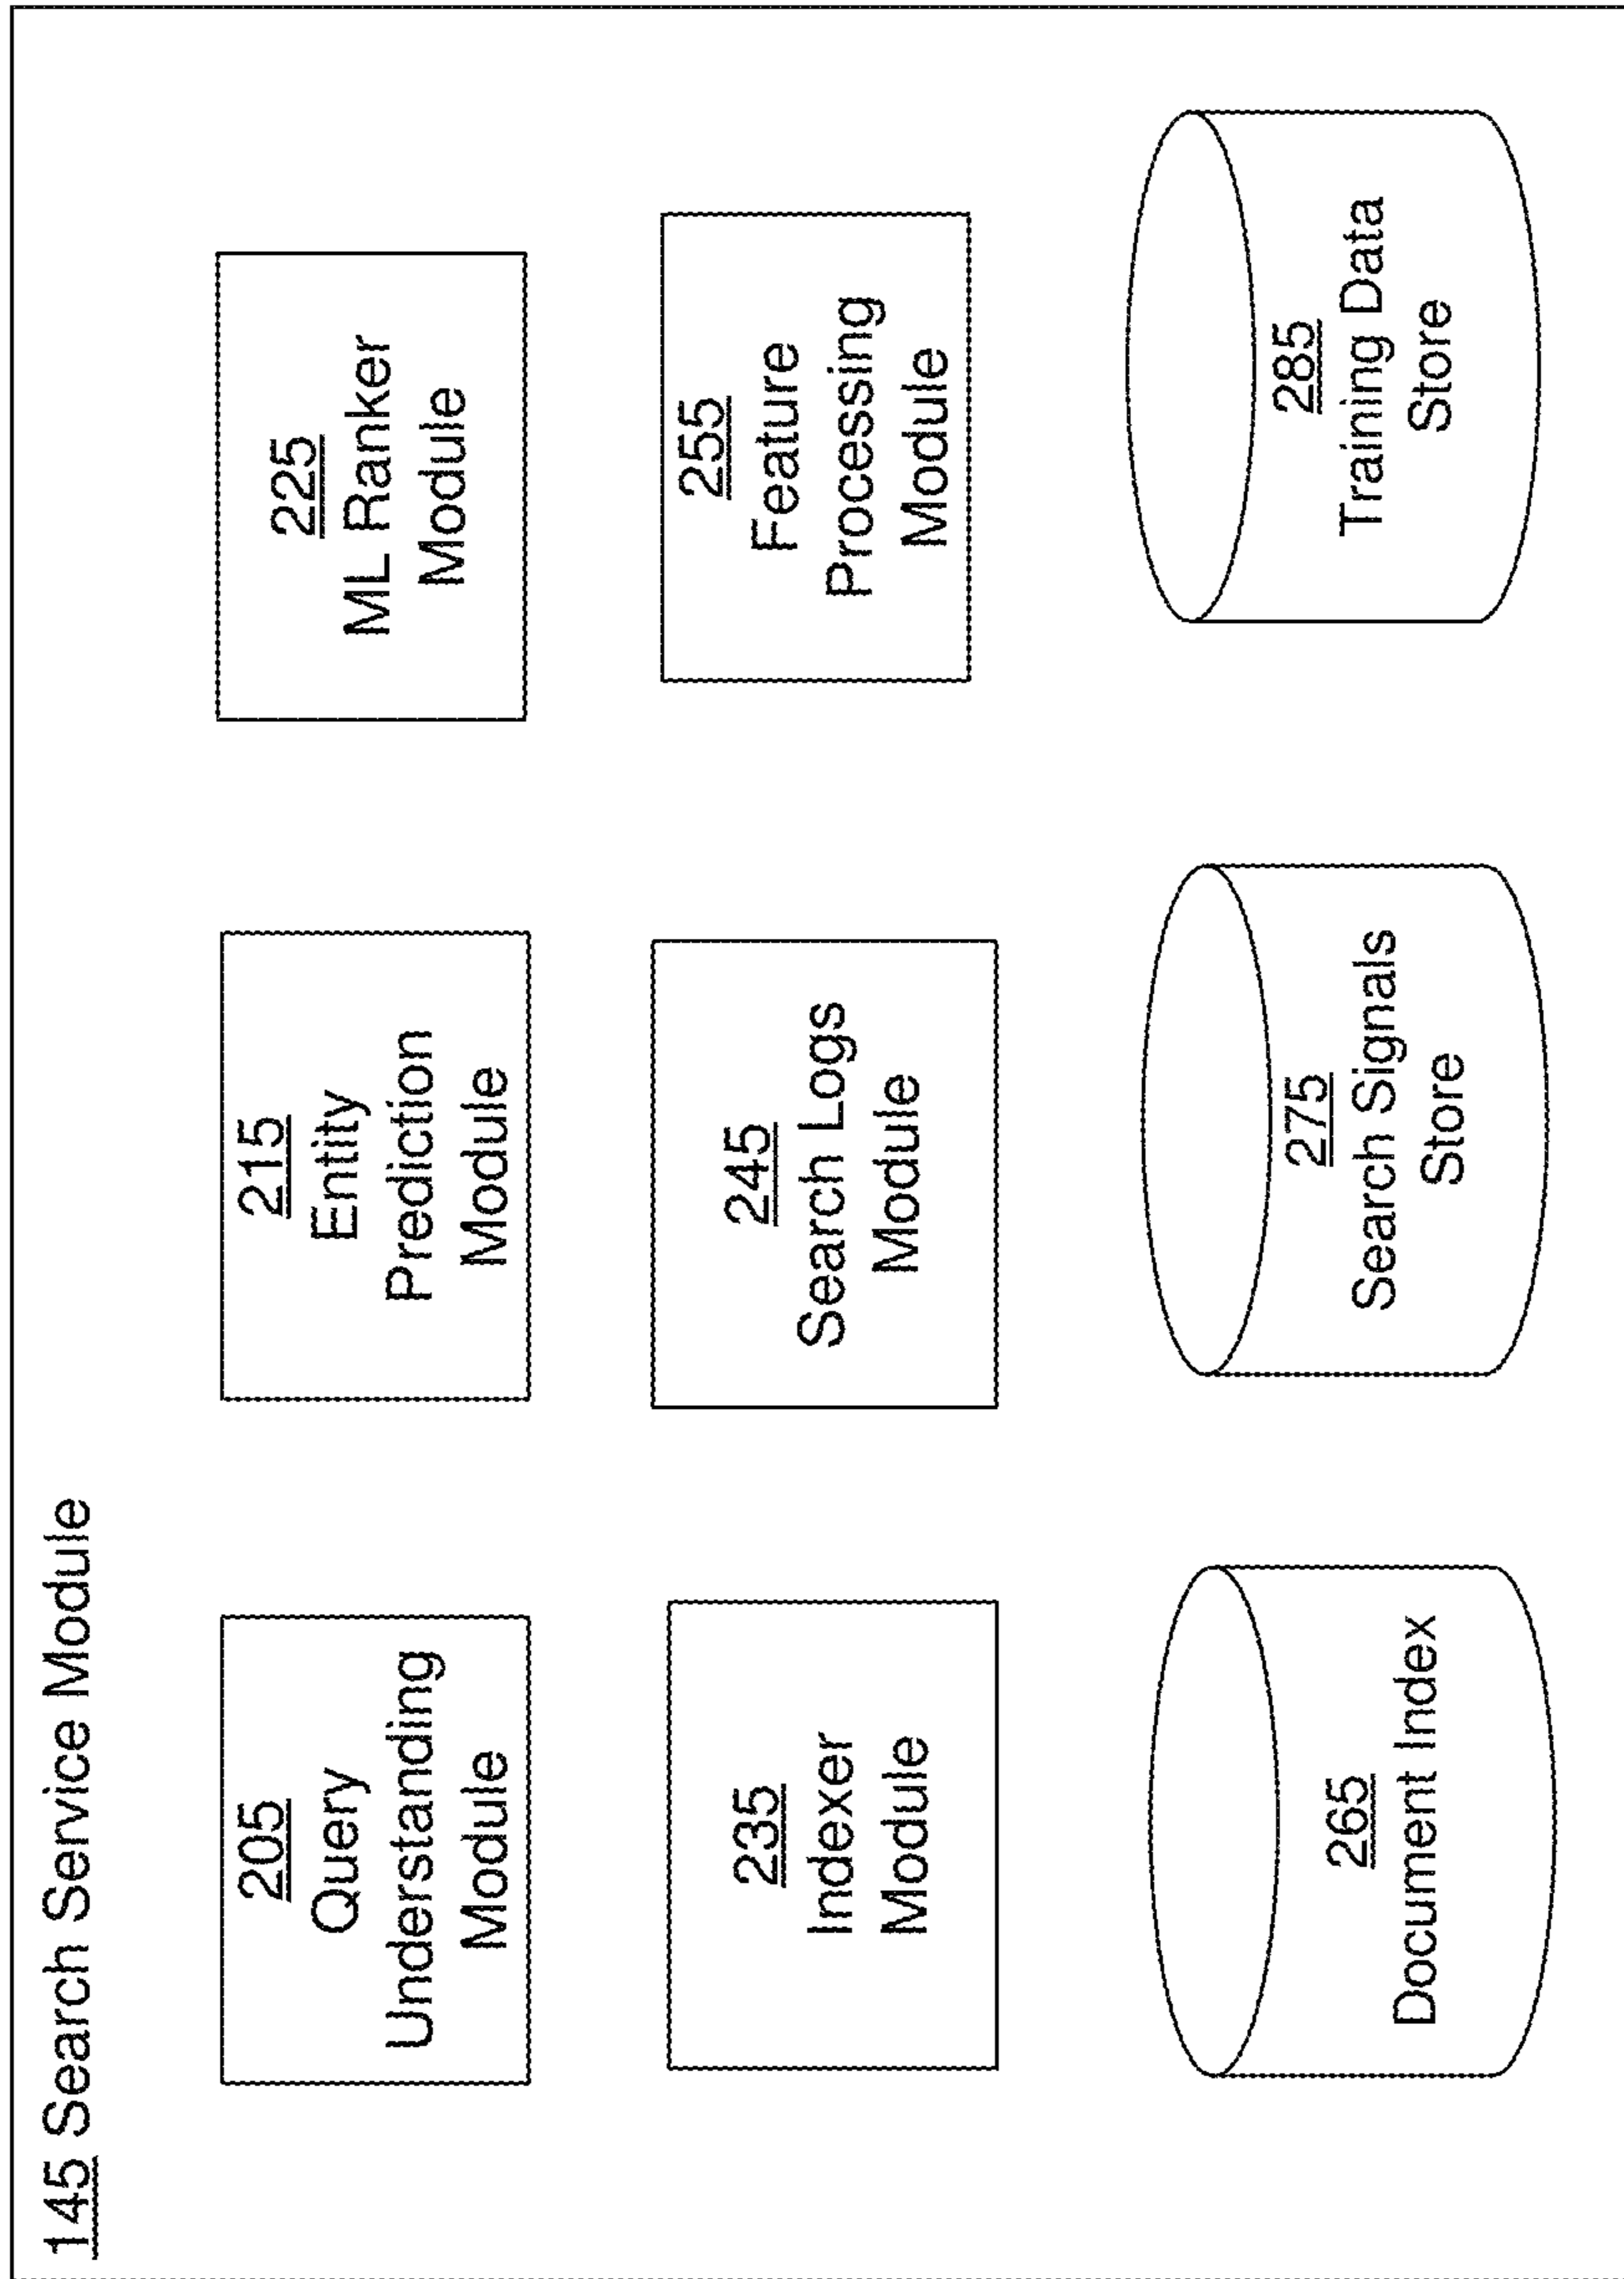 145 Search Service Module
205
Query
Understanding
Module
215
Entity
Prediction
Module
225
ML Ranker
Module
235
Indexer
Module
245
Search Logs
Module
255
Feature
Processing
Module
265
Document Index
275
Search Signals
Store
285
Training Data
Store